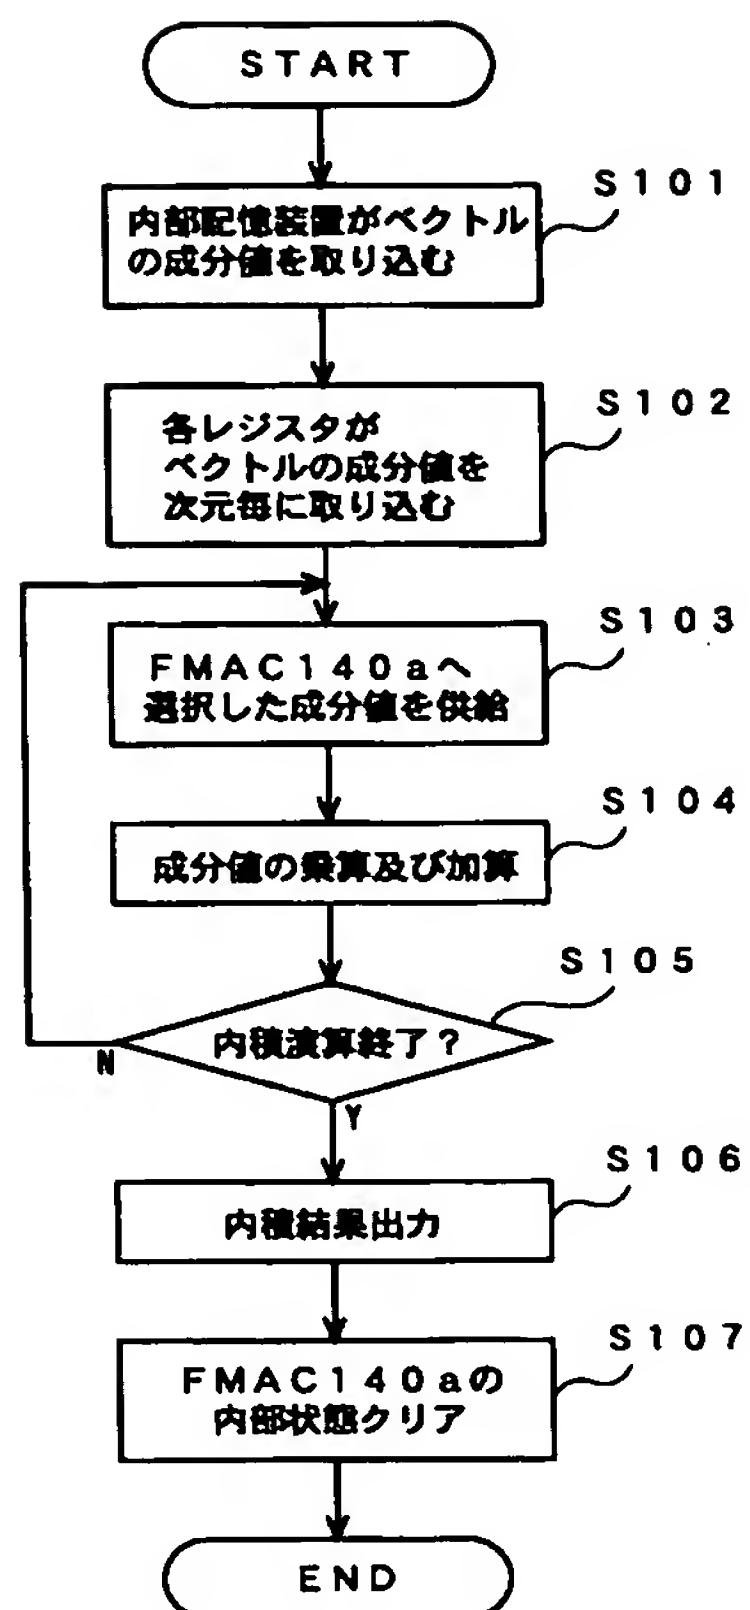 START
S101
内部記憶装置がベクトル
の成分値を取り込む
S102
各レジスタが
ベクトルの成分値を
次元毎に取り込む
S103
FMAC140aへ
選択した成分値を供給
S104
成分値の乗算及び加算
S105
内積演算終了?
N
Y
S106
内積結果出力
S107
FMAC140aの
内部状態クリア
END